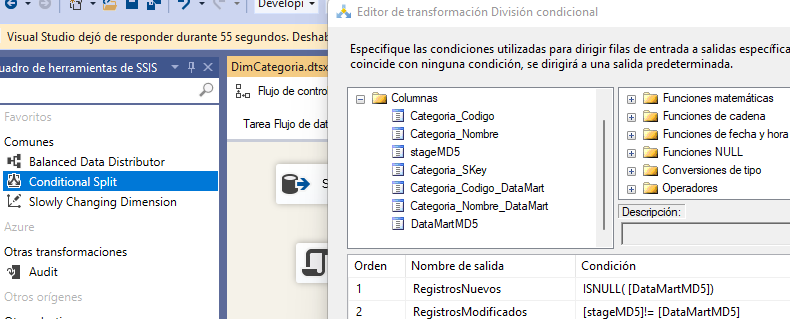 Developi
Visual Studio dejó de responder durante 55 segundos. Deshab
uadro de herramientas de SSIS
Favoritos
Comunes
Balanced Data Distributor
Conditional Split
Slowly Changing Dimension
Azure
Otras transformaciones
Audit
Otros orígenes
DimCategoria.dtsx
Flujo de contro
Tarea Flujo de dat
S
Editor de transformación División condicional
Especifique las condiciones utilizadas para dirigir filas de entrada a salidas específica
coincide con ninguna condición, se dirigirá a una salida predeterminada.
Columnas
Categoria_Codigo
Categoria_Nombre
stageMD5
Categoria_SKey
Categoria_Codigo_DataMart
Categoria_Nombre_DataMart
DataMartMD5
Funciones matemáticas
Funciones de cadena
Funciones de fecha y hora
Funciones NULL
Conversiones de tipo
Operadores
Descripción:
Orden Nombre de salida Condición
1 RegistrosNuevos ISNULL( [DataMartMD5])
2 RegistrosModificados [stageMD5]!= [DataMartMD5]